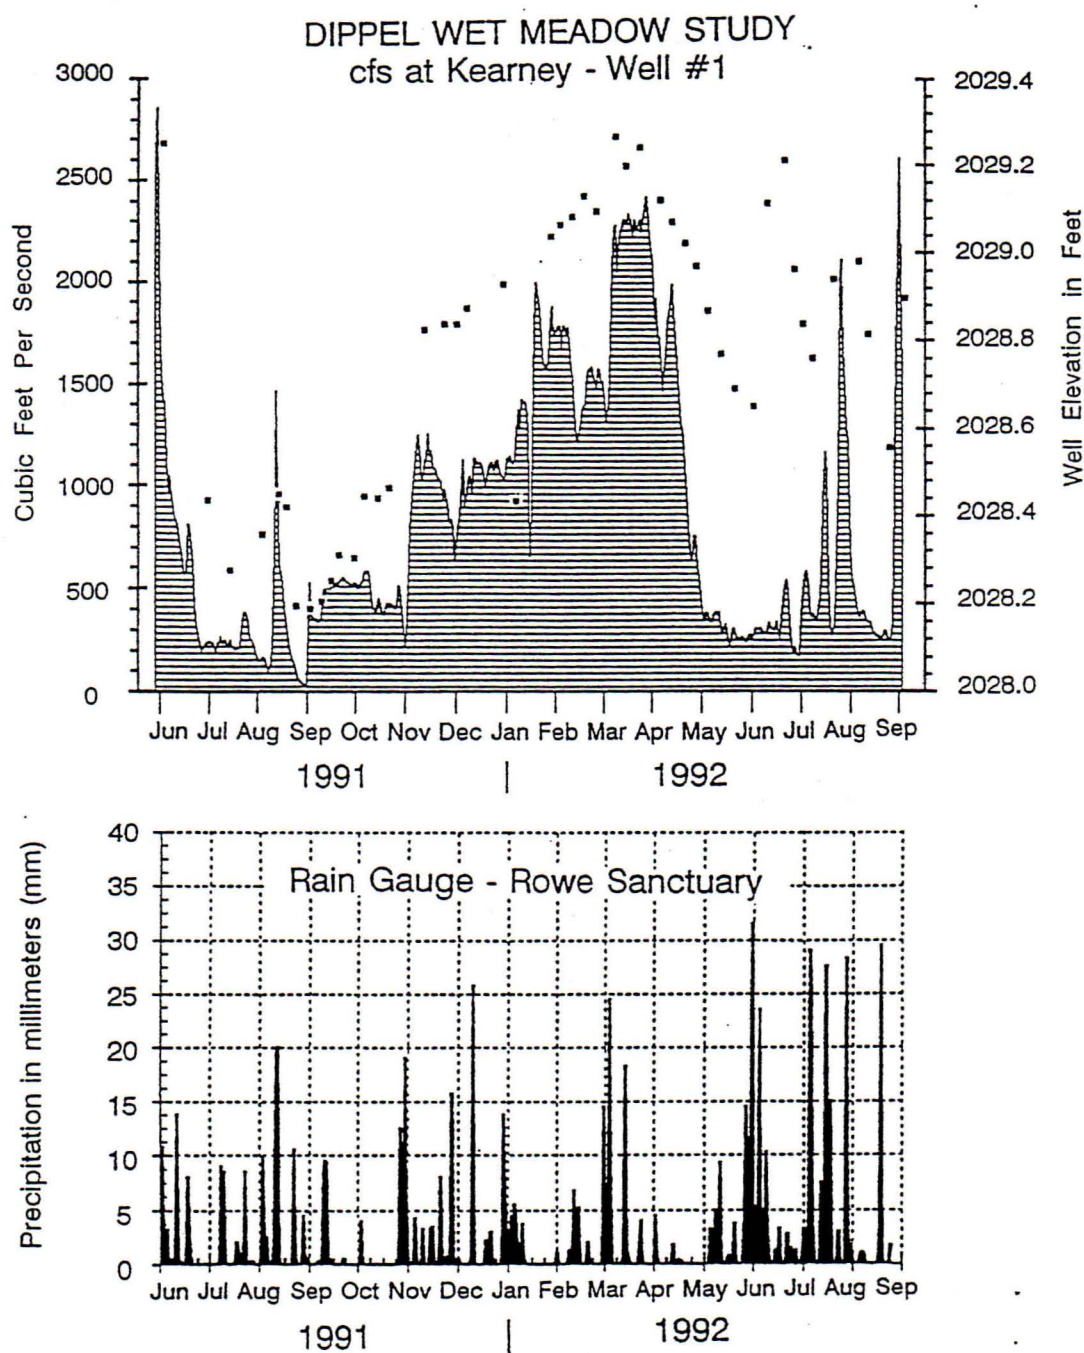 DIPPEL WET MEADOW STUDY
cfs at Kearney - Well #1
Cubic Feet Per Second
3000
2500
2000
1500
1000
500
0
2029.4
2029.2
2029.0
2028.8
2028.6
2028.4
2028.2
2028.0
Well Elevation in Feet
Jun Jul Aug Sep Oct Nov Dec Jan Feb Mar Apr May Jun Jul Aug Sep
1991 | 1992
Precipitation in millimeters (mm)
40
35
30
25
20
15
10
5
0
Rain Gauge - Rowe Sanctuary
Jun Jul Aug Sep Oct Nov Dec Jan Feb Mar Apr May Jun Jul Aug Sep
1991 | 1992